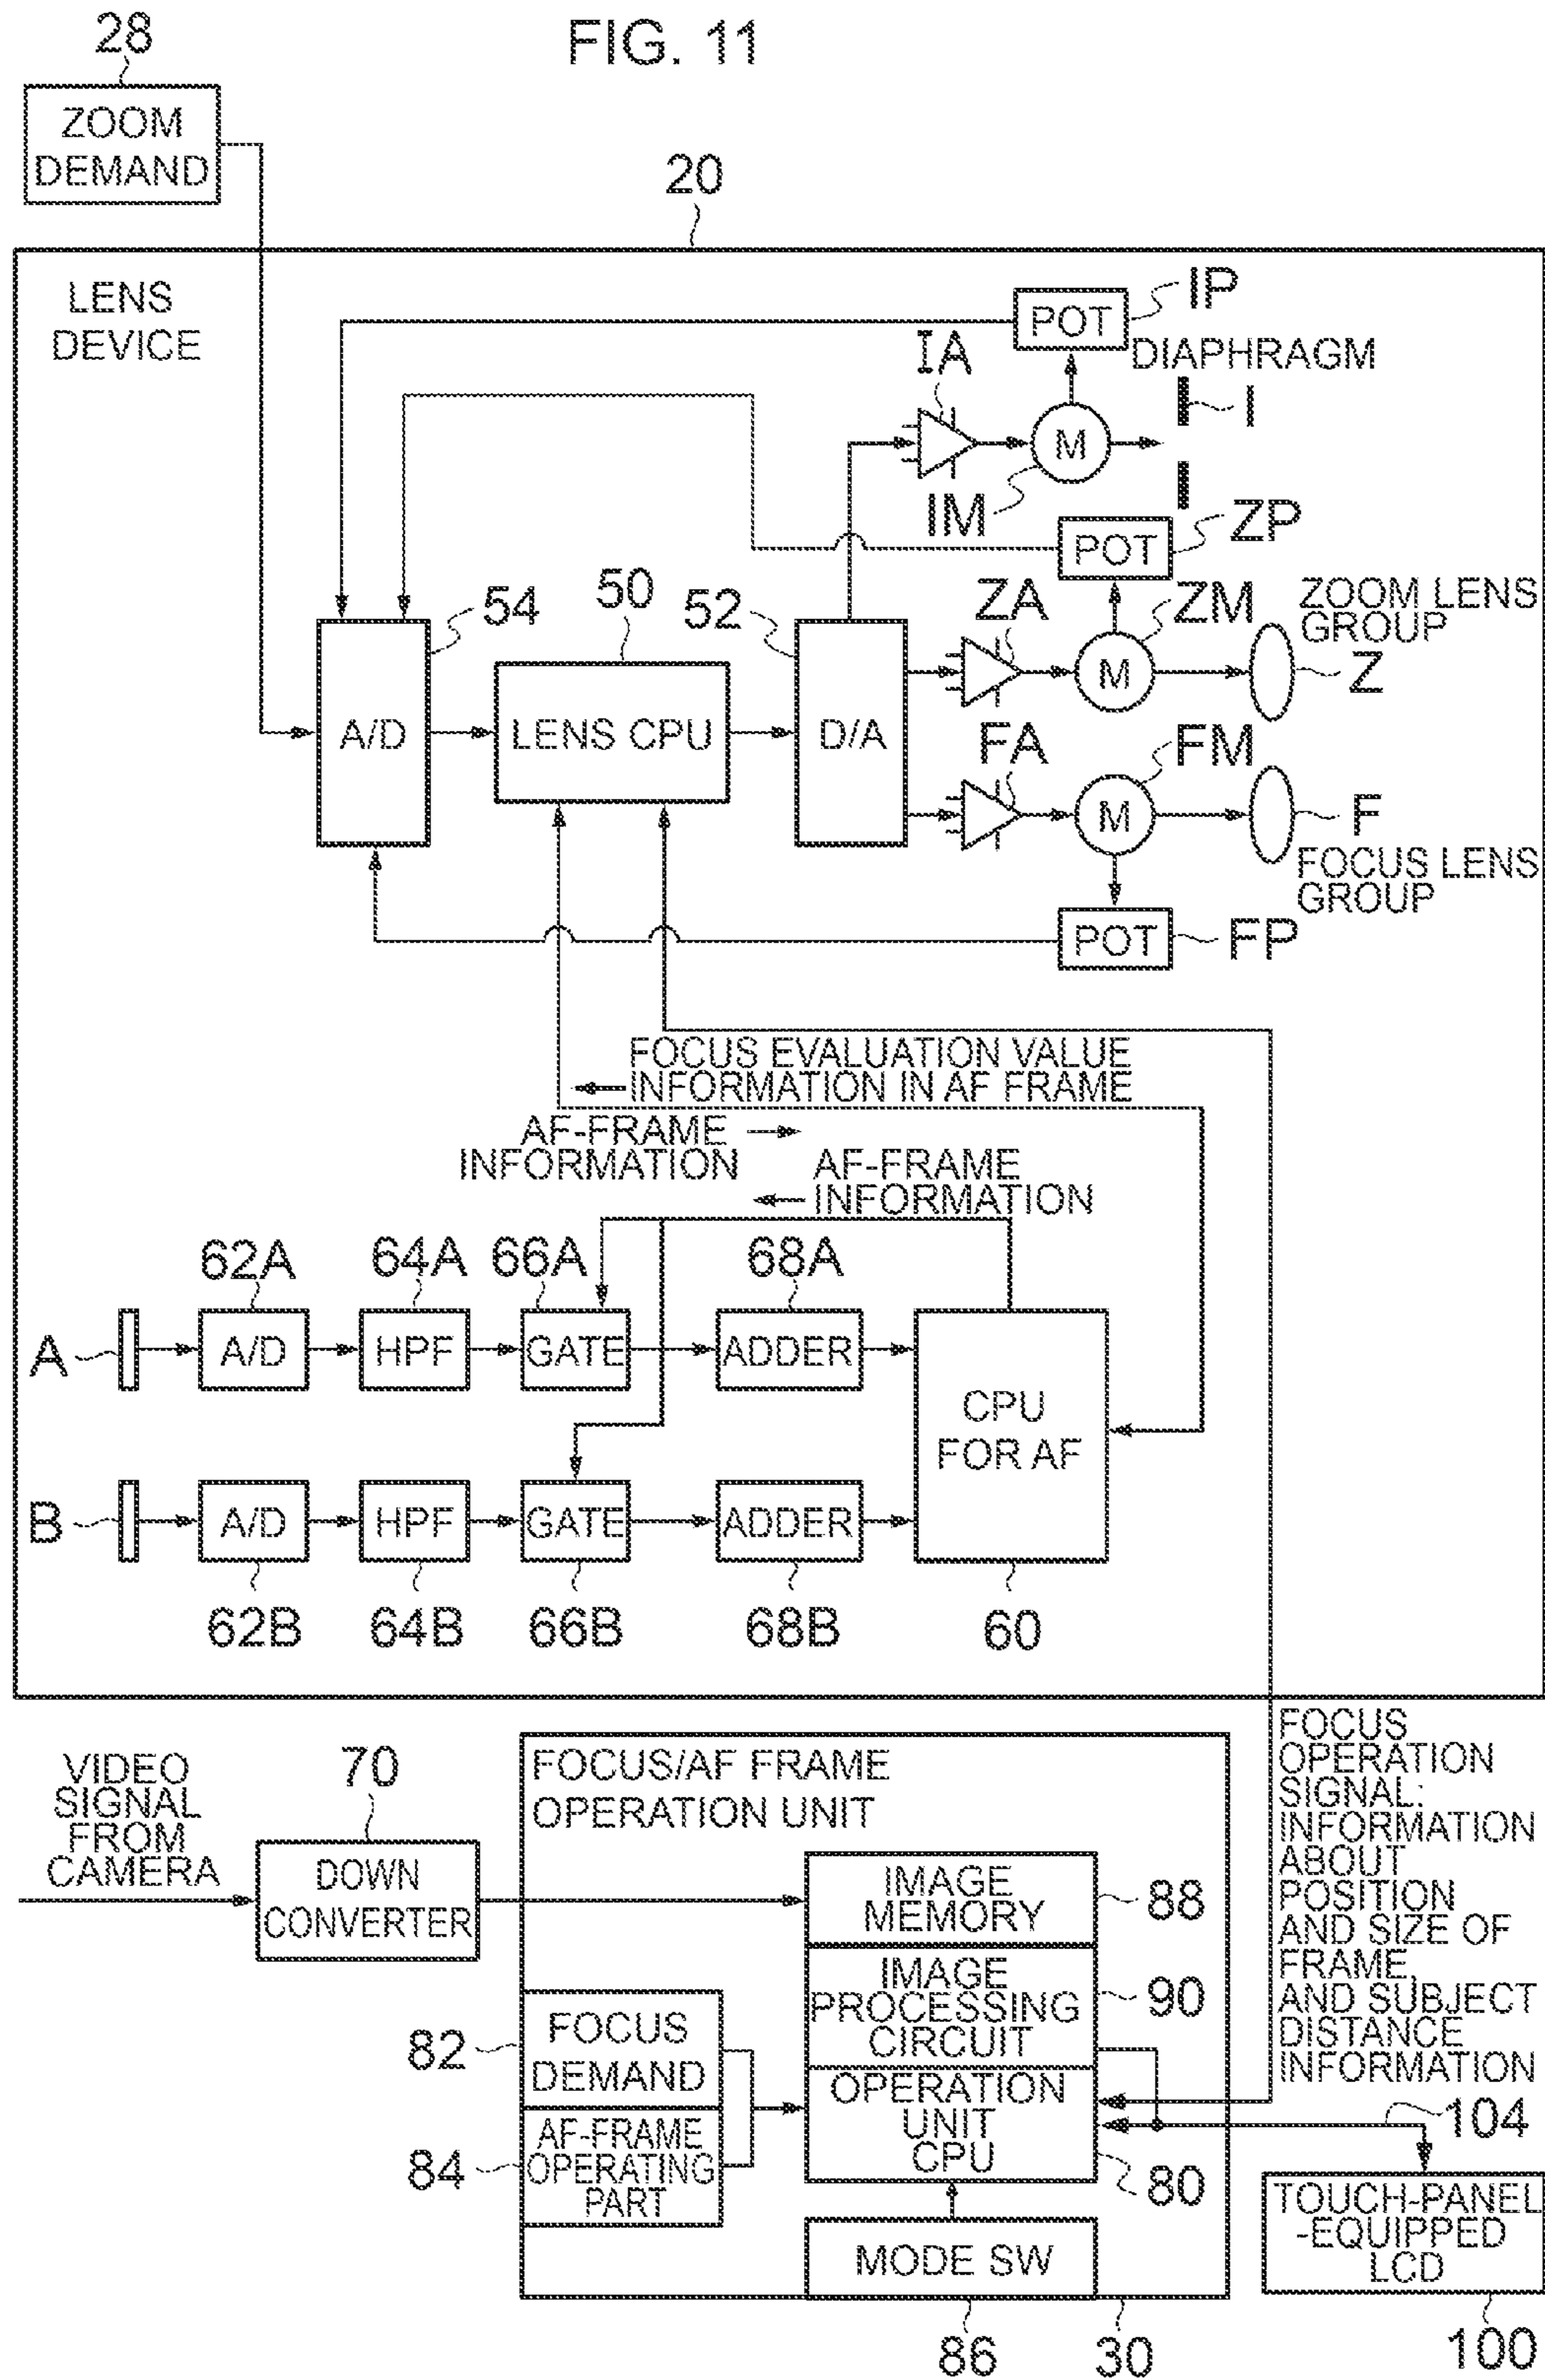 FIG. 11
28
ZOOM
DEMAND
20
LENS
DEVICE
POT
IP
DIAPHRAGM
IA
I
M
IM
POT
ZP
54
50
52
ZA
ZM
ZOOM LENS
GROUP
M
Z
A/D
LENS CPU
D/A
FA
FM
M
F
FOCUS LENS
GROUP
POT
FP
FOCUS EVALUATION VALUE
INFORMATION IN AF FRAME
AF-FRAME
INFORMATION
AF-FRAME
INFORMATION
62A
64A
66A
68A
A
A/D
HPF
GATE
ADDER
CPU
FOR AF
B
A/D
HPF
GATE
ADDER
62B
64B
66B
68B
60
VIDEO
SIGNAL
FROM
CAMERA
70
DOWN
CONVERTER
FOCUS/AF FRAME
OPERATION UNIT
IMAGE
MEMORY
88
IMAGE
PROCESSING
CIRCUIT
90
82
FOCUS
DEMAND
OPERATION
UNIT
CPU
80
84
AF-FRAME
OPERATING
PART
MODE SW
86
30
FOCUS
OPERATION
SIGNAL:
INFORMATION
ABOUT
POSITION
AND SIZE OF
FRAME,
AND SUBJECT
DISTANCE
INFORMATION
104
TOUCH-PANEL
-EQUIPPED
LCD
100